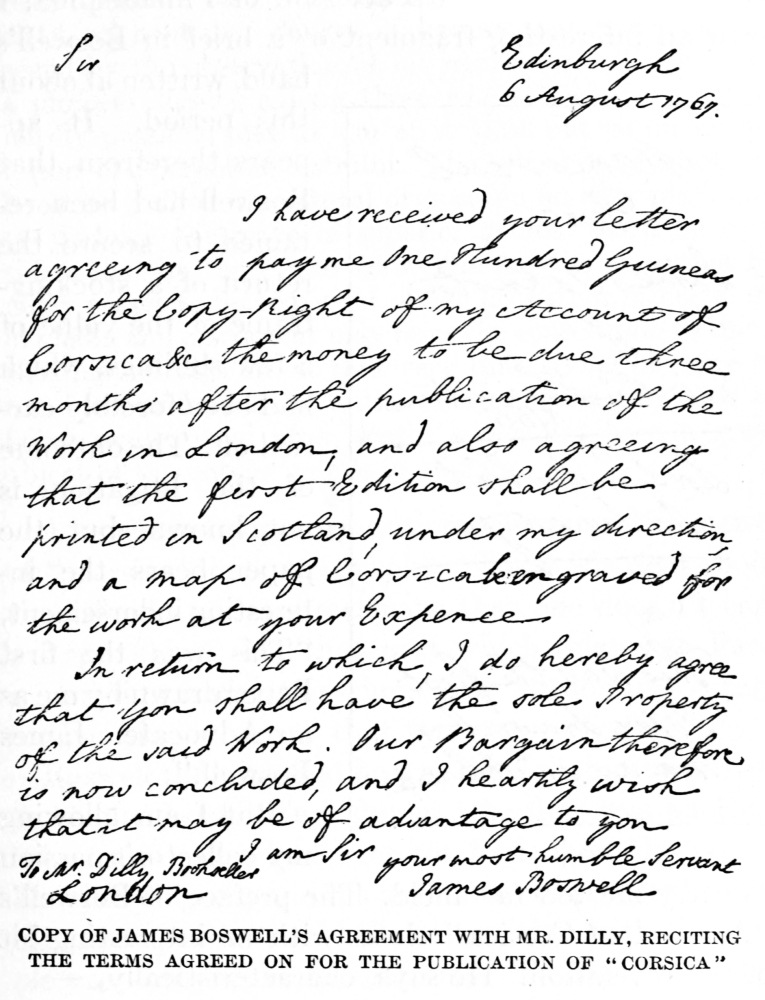 Sir
Edinburgh
6 August 1767.
I have received your letter
agreeing to pay me One Hundred Guineas
for the Copy-Right of my Account of
Corsica &c. the money to be due three
months after the publication of the
Work in London, and also agreeing
that the first Edition shall be
printed in Scotland, under my direction,
and a map of Corsica be engraved for
the work at your Expence.
In return to which, I do hereby agree
that you shall have the sole Property
of the said Work. Our Bargain therefore
is now concluded, and I heartily wish
that it may be of advantage to you
I am Sir your most humble Servant
To Mr. Dilly Bookseller
London
James Boswell
COPY OF JAMES BOSWELL'S AGREEMENT WITH MR. DILLY, RECITING
THE TERMS AGREED ON FOR THE PUBLICATION OF "CORSICA"